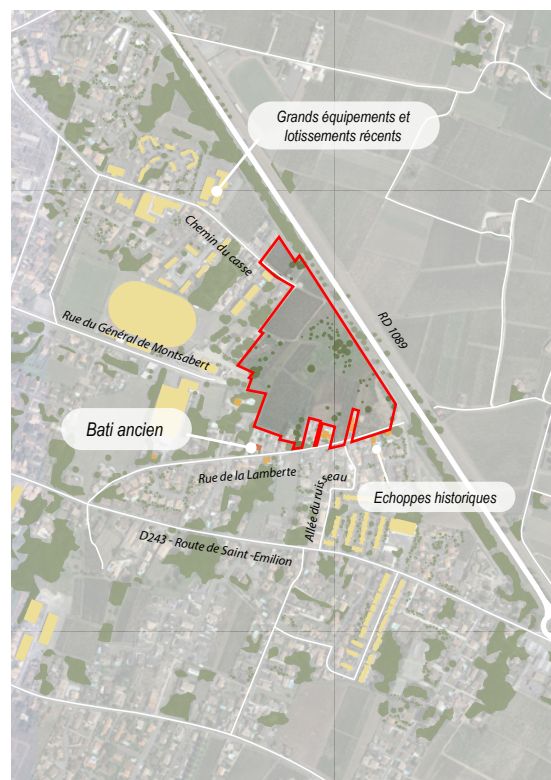 Grands équipements et
lotissements récents
Chemin du casse
RD 1089
Rue du Général de Montsabert
Bati ancien
Rue de la Lamberte
Allée du ruisseau
Echoppes historiques
D243 - Route de Saint -Emilion